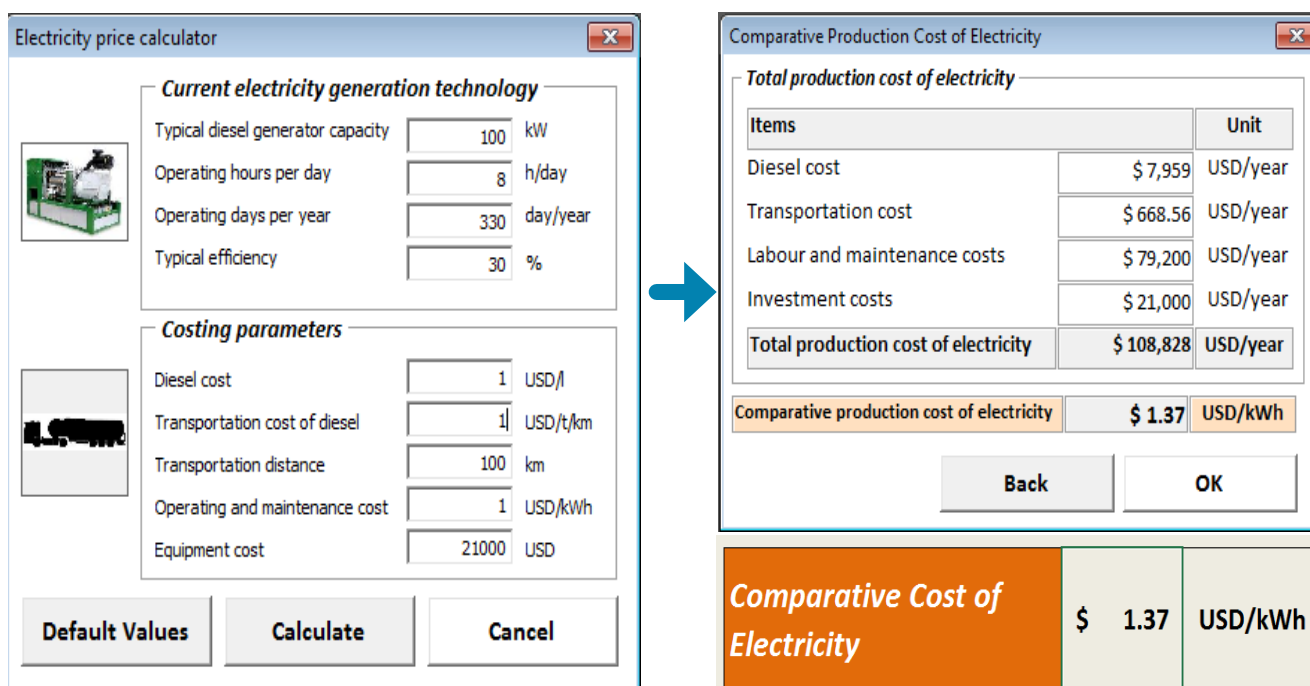 Electricity price calculator
Current electricity generation technology
Typical diesel generator capacity 100 kW
Operating hours per day 8 h/day
Operating days per year 330 day/year
Typical efficiency 30 %
Costing parameters
Diesel cost 1 USD/l
Transportation cost of diesel 1 USD/t/km
Transportation distance 100 km
Operating and maintenance cost 1 USD/kWh
Equipment cost 21000 USD
Default Values Calculate Cancel
Comparative Production Cost of Electricity
Total production cost of electricity
Items Unit
Diesel cost $ 7,959 USD/year
Transportation cost $ 668.56 USD/year
Labour and maintenance costs $ 79,200 USD/year
Investment costs $ 21,000 USD/year
Total production cost of electricity $ 108,828 USD/year
Comparative production cost of electricity $ 1.37 USD/kWh
Back OK
Comparative Cost of
Electricity
$ 1.37 USD/kWh